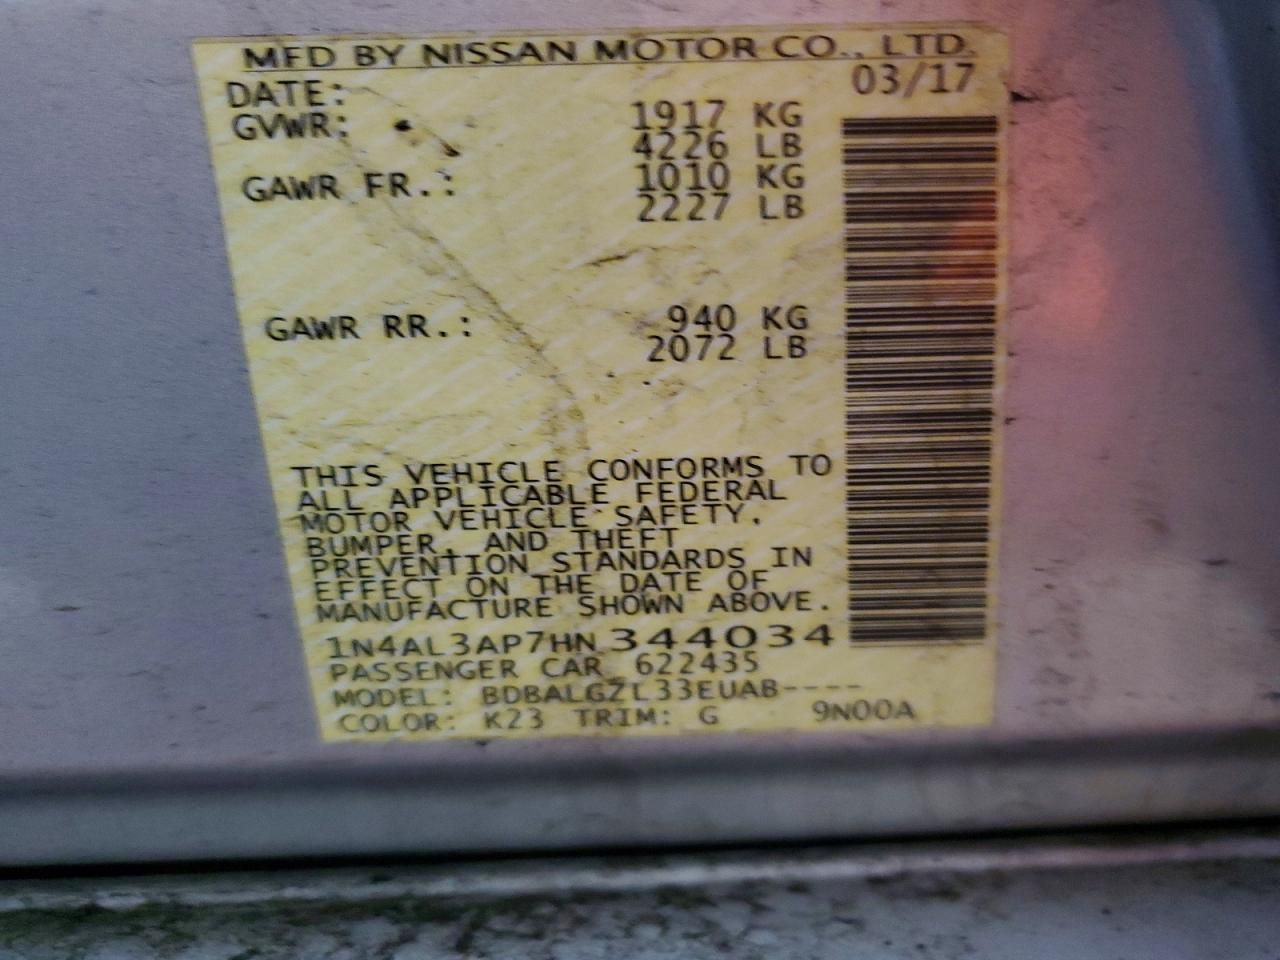 MFD BY NISSAN MOTOR CO., LTD.
DATE: 03/17
GVWR: 1917 KG
4226 LB
GAWR FR.: 1010 KG
2227 LB
GAWR RR.: 940 KG
2072 LB
THIS VEHICLE CONFORMS TO
ALL APPLICABLE FEDERAL
MOTOR VEHICLE SAFETY.
BUMPER, AND THEFT
PREVENTION STANDARDS IN
EFFECT ON THE DATE OF
MANUFACTURE SHOWN ABOVE.
1N4AL3AP7HN344034
PASSENGER CAR 622435
MODEL: BDBALGZL33EUAB----
COLOR: K23 TRIM: G 9N00A